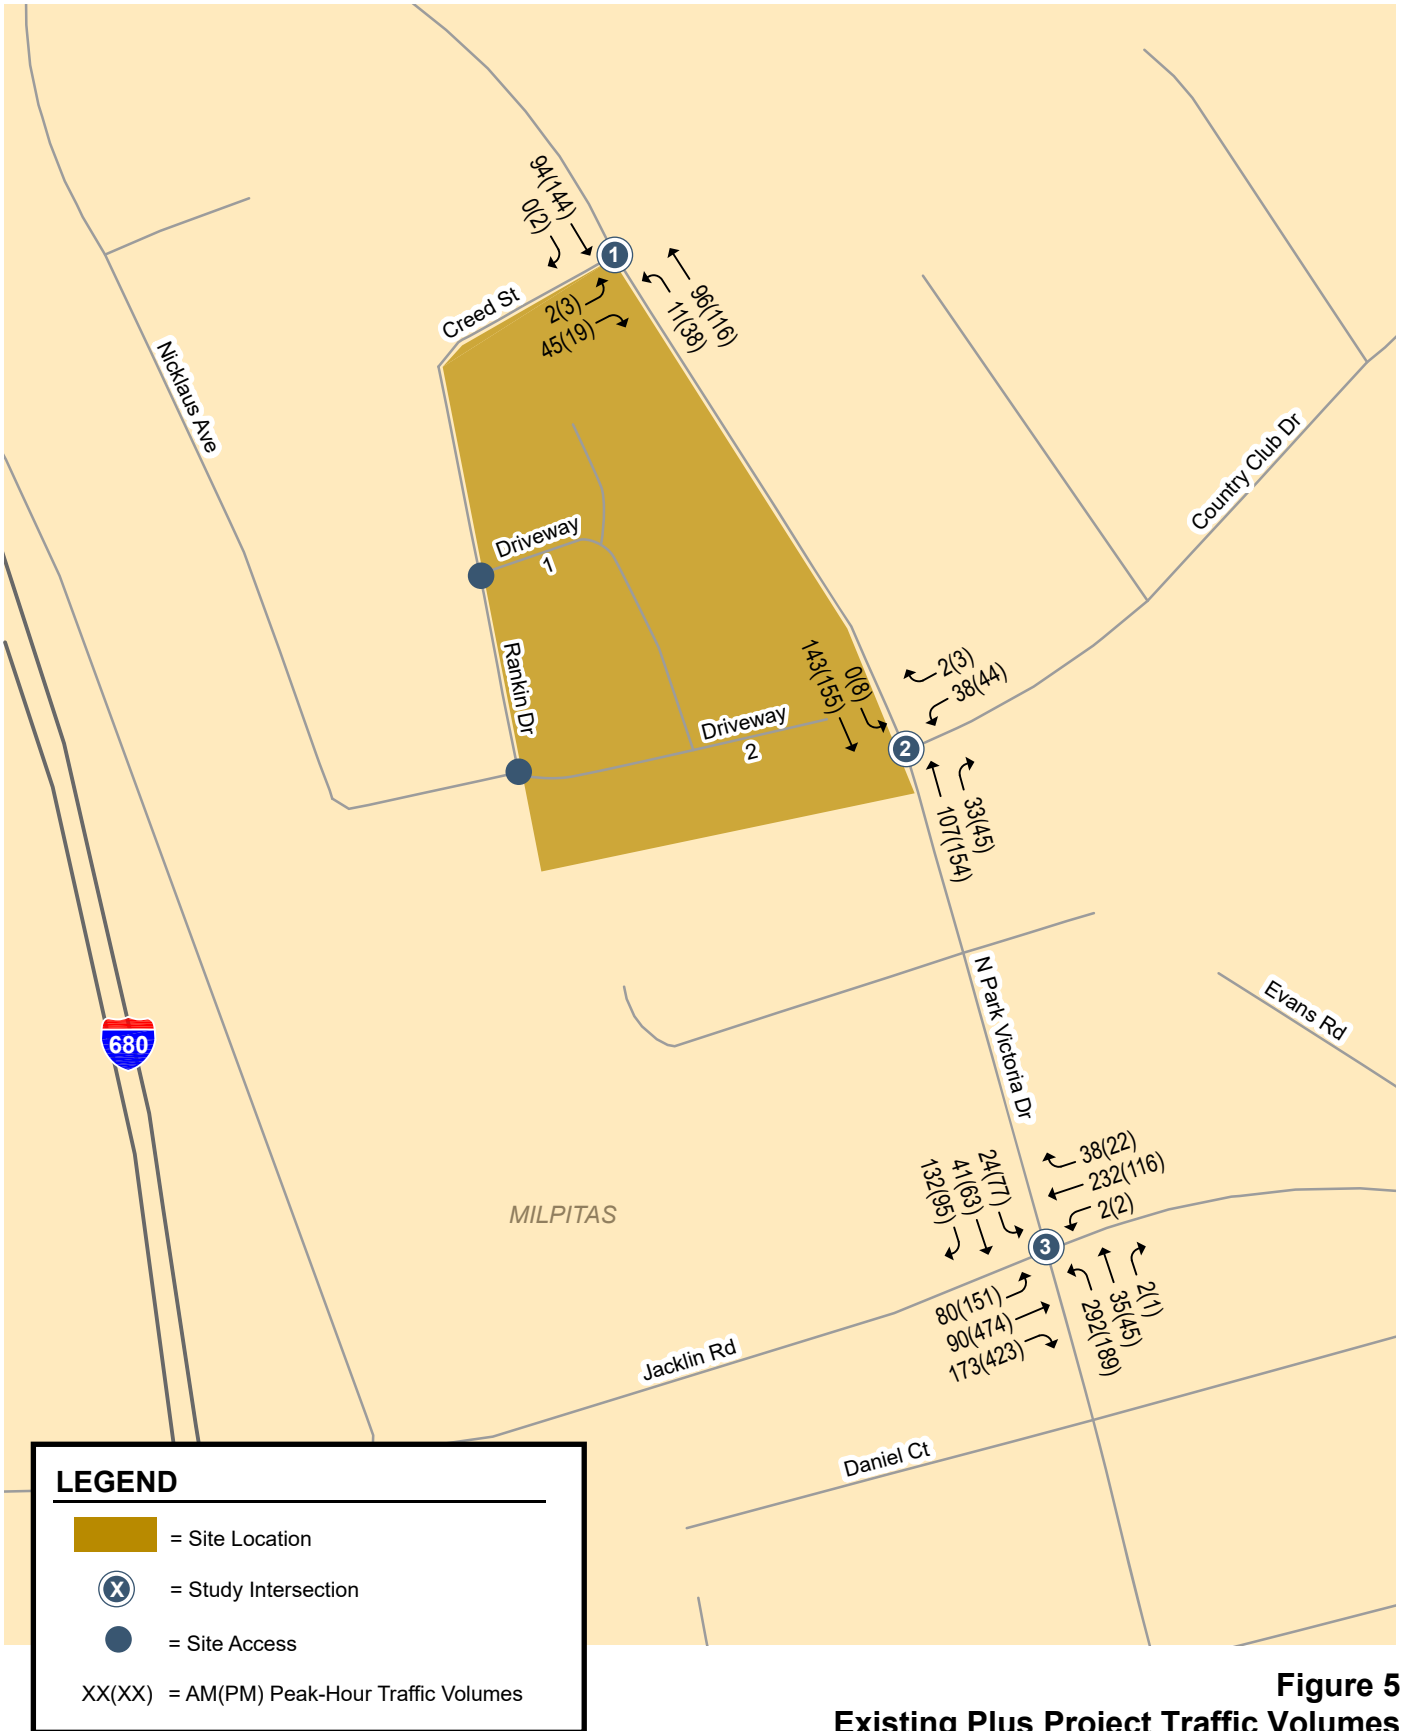 94(144)
0(2)
1
96(116)
11(38)
2(3)
45(19)
Creed St
Nicklaus Ave
Country Club Dr
Driveway
1
Rankin Dr
143(155)
0(8)
2(3)
38(44)
Driveway
2
2
33(45)
107(154)
N Park Victoria Dr
Evans Rd
680
132(95)
41(63)
24(77)
38(22)
232(116)
2(2)
MILPITAS
3
80(151)
90(474)
173(423)
2(1)
35(45)
292(189)
Jacklin Rd
Daniel Ct
LEGEND
= Site Location
X = Study Intersection
= Site Access
XX(XX) = AM(PM) Peak-Hour Traffic Volumes
Figure 5
Existing Plus Project Traffic Volumes